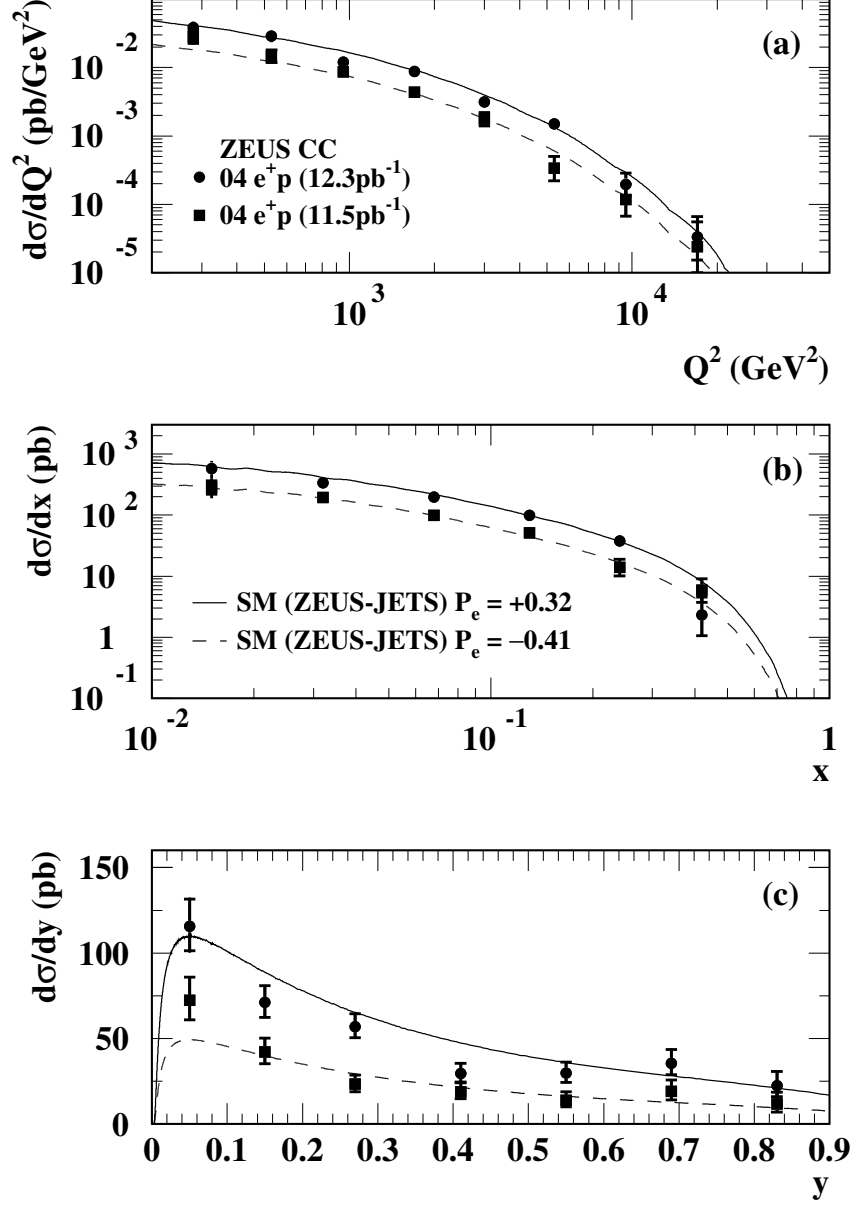 (a)
dσ/dQ² (pb/GeV²)
10⁻²
10⁻³
10⁻⁴
10⁻⁵
ZEUS CC
04 e⁺p (12.3pb⁻¹)
04 e⁺p (11.5pb⁻¹)
10³ 10⁴
Q² (GeV²)
(b)
dσ/dx (pb)
10³
10²
10
1
10⁻¹
SM (ZEUS-JETS) Pₑ = +0.32
SM (ZEUS-JETS) Pₑ = −0.41
10⁻² 10⁻¹ 1
x
(c)
dσ/dy (pb)
150
100
50
0
0 0.1 0.2 0.3 0.4 0.5 0.6 0.7 0.8 0.9
y